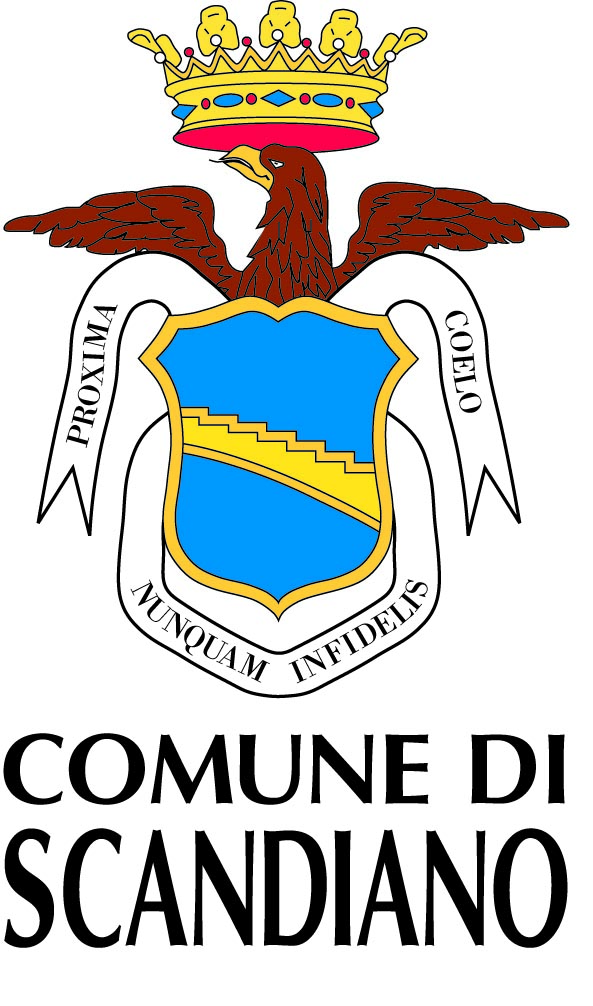 PROXIMA
COELO
NUNQUAM INFIDELIS
COMUNE DI
SCANDIANO